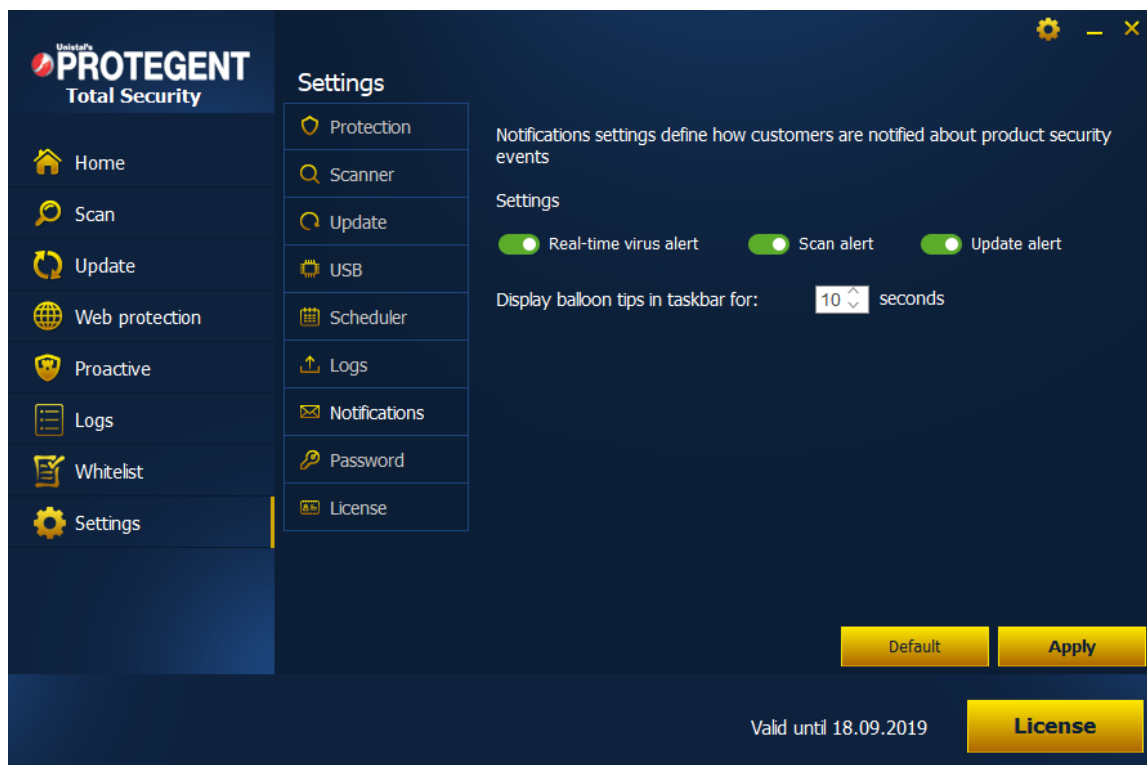 Unistal's
PROTEGENT
Total Security
Home
Scan
Update
Web protection
Proactive
Logs
Whitelist
Settings
Settings
Protection
Scanner
Update
USB
Scheduler
Logs
Notifications
Password
License
Notifications settings define how customers are notified about product security
events
Settings
Real-time virus alert Scan alert Update alert
Display balloon tips in taskbar for: 10 seconds
Default Apply
Valid until 18.09.2019 License